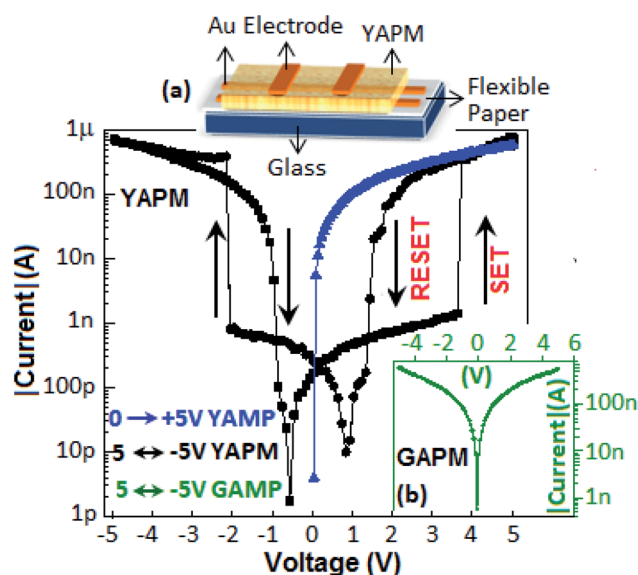 Au Electrode
YAPM
(a)
Flexible
Paper
Glass
1μ
100n
10n
1n
100p
10p
1p
|Current|(A)
YAPM
RESET
SET
0 → +5V YAMP
5 ↔ -5V YAPM
5 ↔ -5V GAMP
-4 -2 0 2 4
(V)
GAPM
(b)
100n
10n
1n
|Current|(A)
-5 -4 -3 -2 -1 0 1 2 3 4 5
Voltage (V)